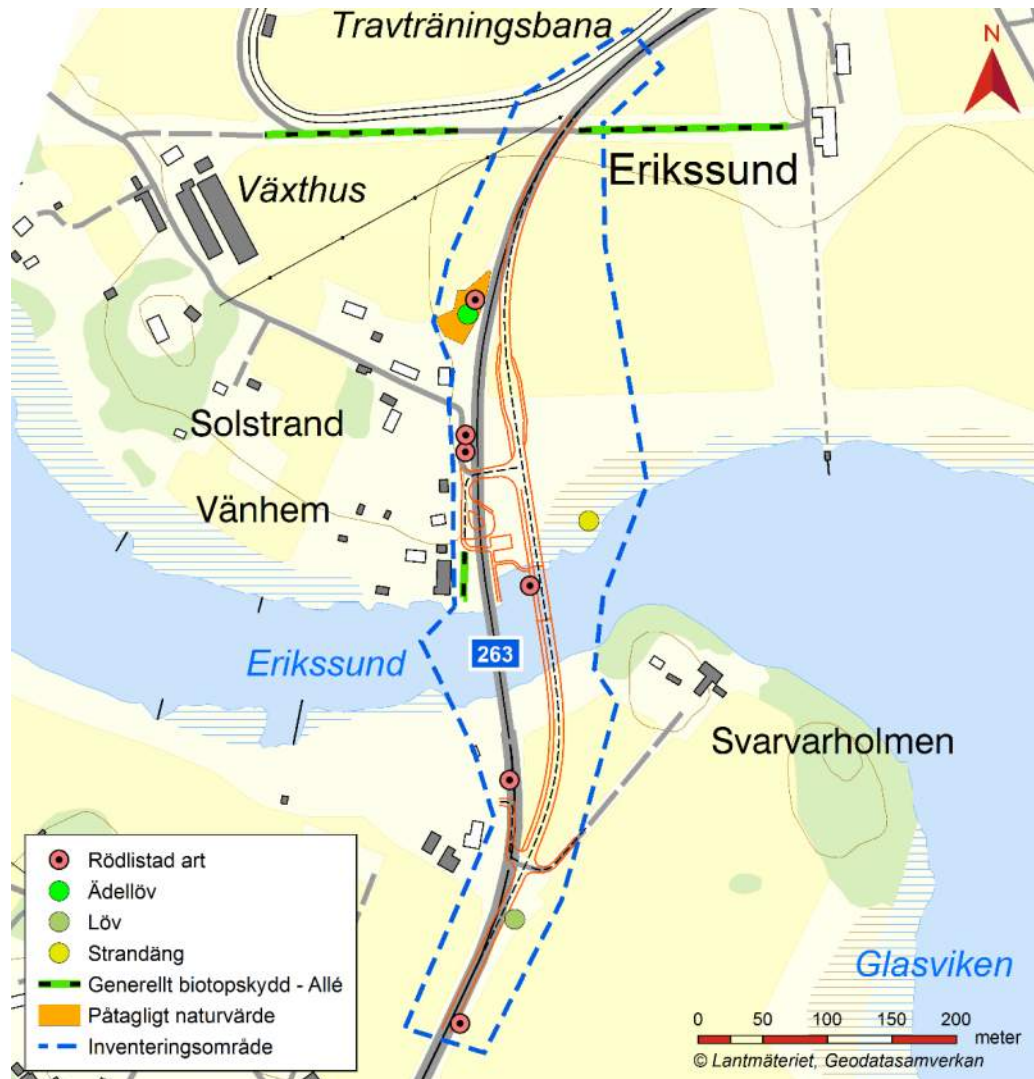 Travträningsbana
N
Erikssund
Växthus
Solstrand
Vänhem
Erikssund
263
Svarvarholmen
Glasviken
Rödlistad art
Ädellöv
Löv
Strandäng
Generellt biotopskydd - Allé
Påtagligt naturvärde
Inventeringsområde
0 50 100 150 200
meter
© Lantmäteriet, Geodatasamverkan